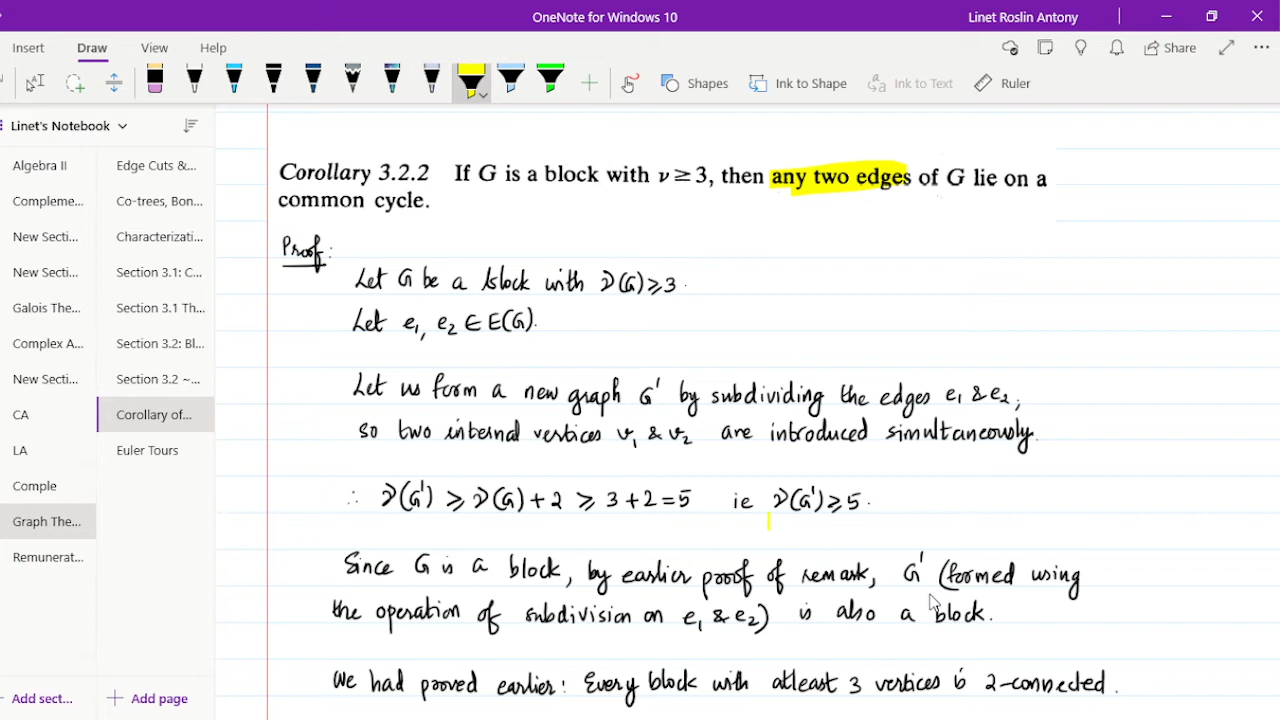 OneNote for Windows 10
Linet Roslin Antony
Insert Draw View Help
Share
Shapes
Ink to Shape
Ink to Text
Ruler
Linet's Notebook
Algebra II
Compleme...
New Secti...
New Secti...
Galois The...
Complex A...
New Secti...
CA
LA
Comple
Graph The...
Remunerat...
Add sect...
Edge Cuts &...
Co-trees, Bon...
Characterizati...
Section 3.1: C...
Section 3.1 Th...
Section 3.2: Bl...
Section 3.2 ~...
Corollary of...
Euler Tours
Add page
Corollary 3.2.2 If G is a block with ν ≥ 3, then any two edges of G lie on a
common cycle.
Proof:
Let G be a block with ν(G) ≥ 3.
Let e₁, e₂ ∈ E(G).
Let us form a new graph G' by subdividing the edges e₁ & e₂,
so two internal vertices v₁ & v₂ are introduced simultaneously.
∴ ν(G') ≥ ν(G) + 2 ≥ 3 + 2 = 5 ie ν(G') ≥ 5.
Since G is a block, by earlier proof of remark, G' (formed using
the operation of subdivision on e₁ & e₂) is also a block.
We had proved earlier: Every block with atleast 3 vertices is 2-connected.